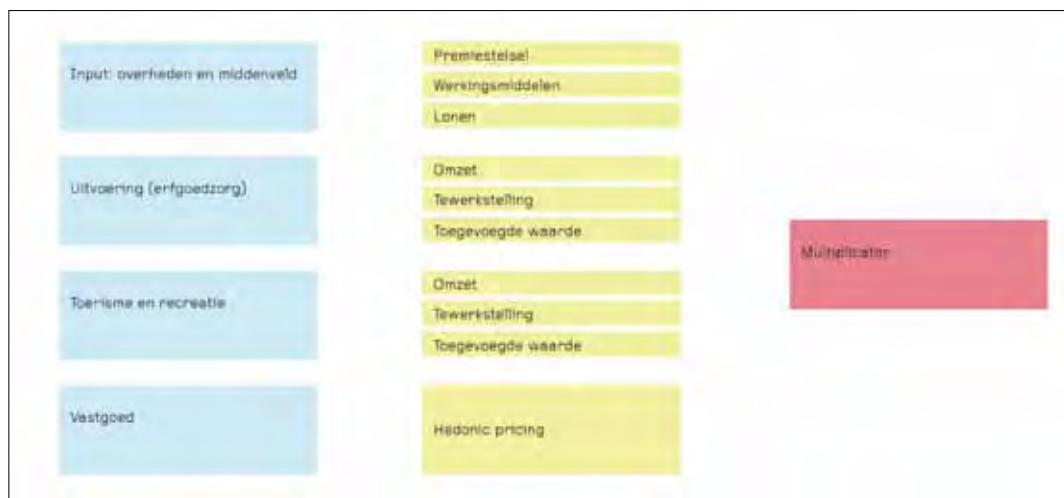 Input: overheden en middenveld
Premiestelsel
Werkingsmiddelen
Lonen
Uitvoering (erfgoedzorg)
Omzet
Tewerkstelling
Toegevoegde waarde
Toerisme en recreatie
Omzet
Tewerkstelling
Toegevoegde waarde
Vastgoed
Hedonic pricing
Multiplicator